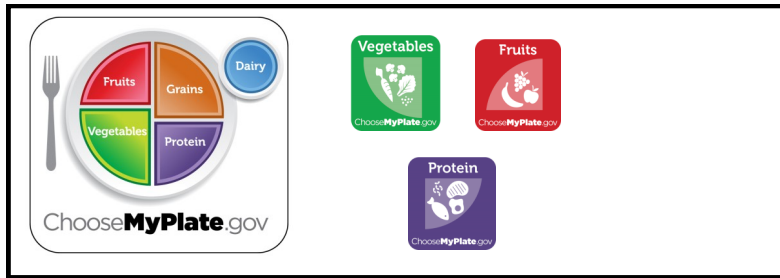 Fruits
Grains
Dairy
Vegetables
Protein
ChooseMyPlate.gov
Vegetables
ChooseMyPlate.gov
Fruits
ChooseMyPlate.gov
Protein
ChooseMyPlate.gov